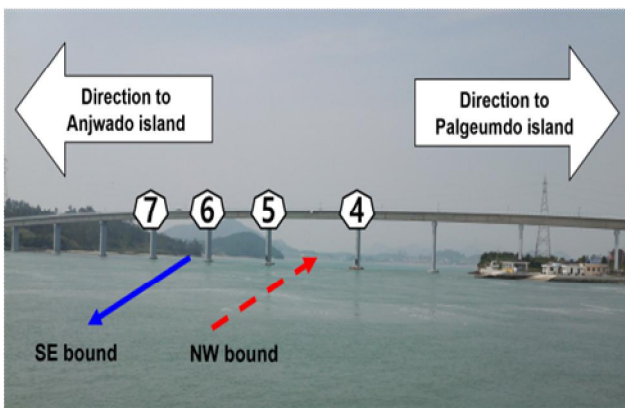 Direction to
Anjwado island
Direction to
Palgeumdo island
7 6 5 4
SE bound
NW bound